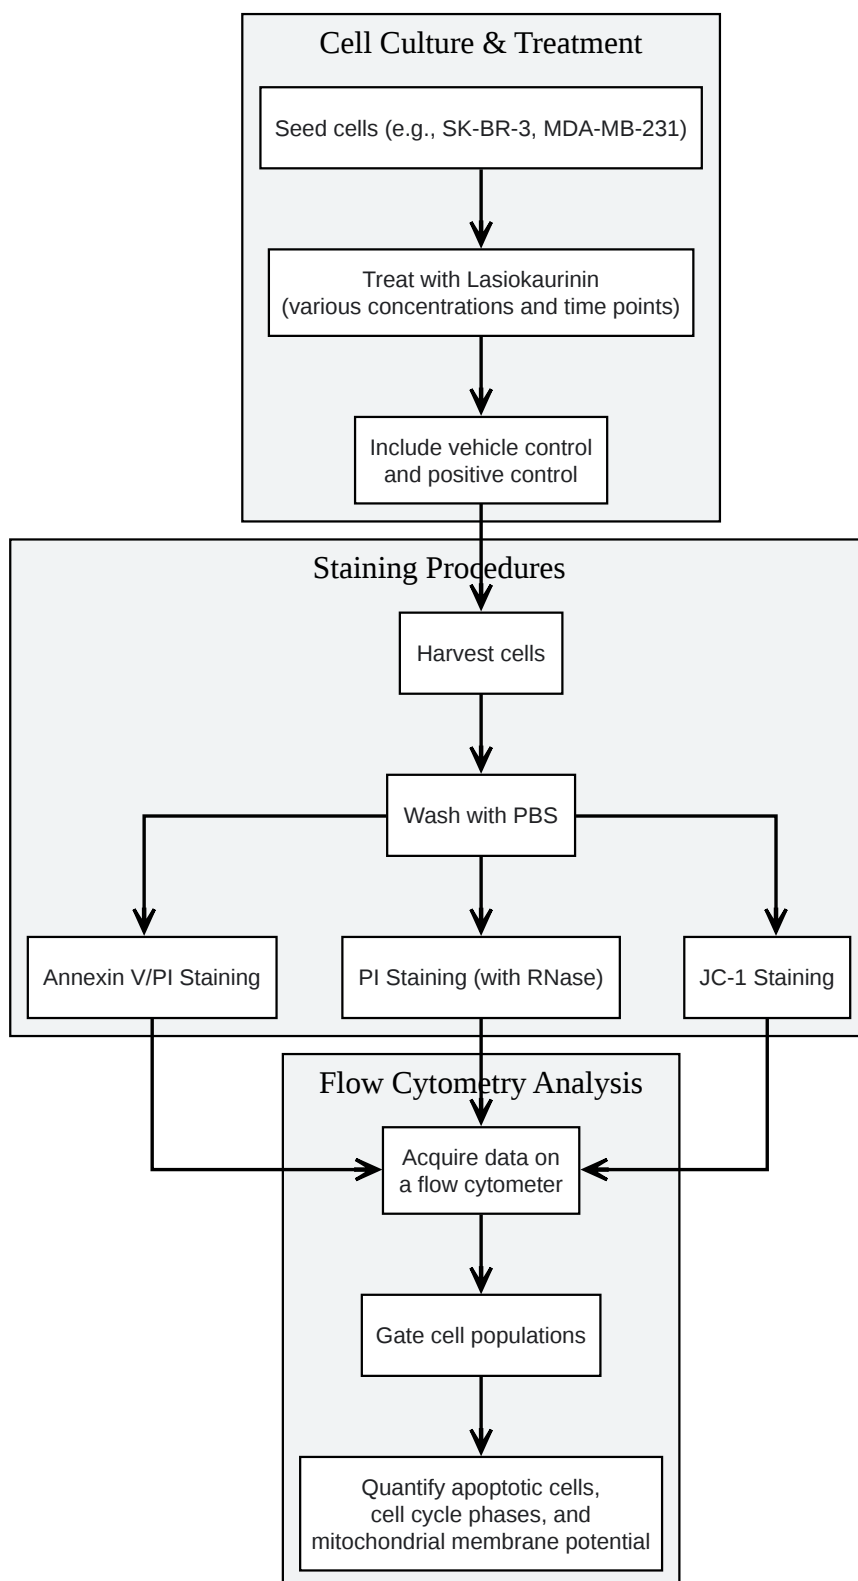 Cell Culture & Treatment
Seed cells (e.g., SK-BR-3, MDA-MB-231)
Treat with Lasiokaurinin
(various concentrations and time points)
Include vehicle control
and positive control
Staining Procedures
Harvest cells
Wash with PBS
Annexin V/PI Staining
PI Staining (with RNase)
JC-1 Staining
Flow Cytometry Analysis
Acquire data on
a flow cytometer
Gate cell populations
Quantify apoptotic cells,
cell cycle phases, and
mitochondrial membrane potential